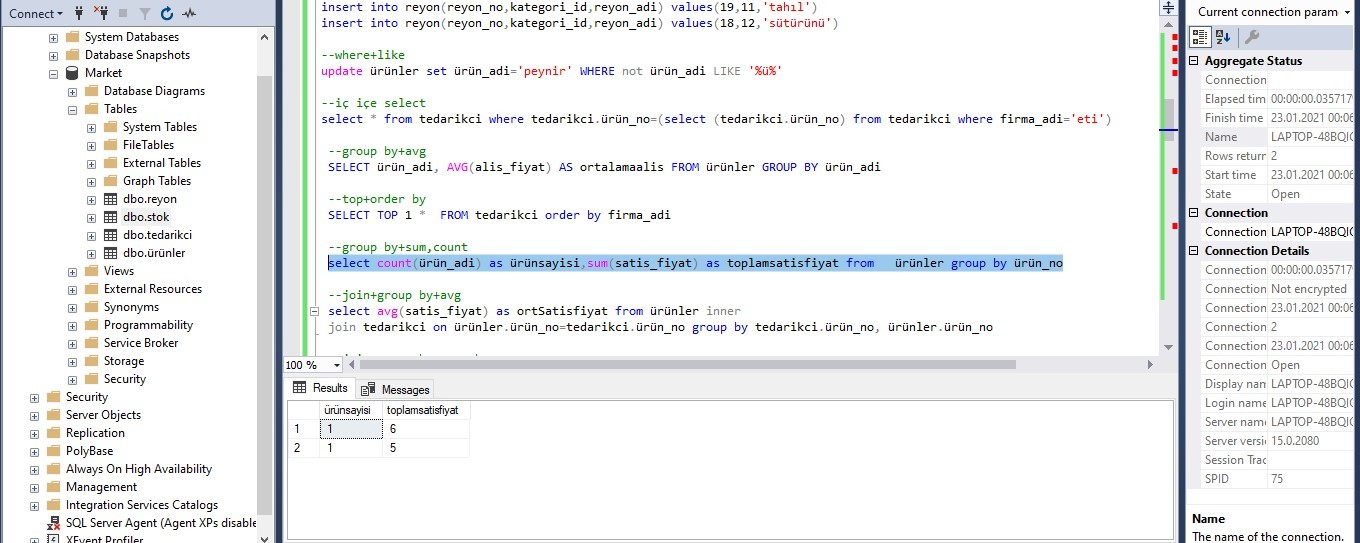 Connect
System Databases
Database Snapshots
Market
Database Diagrams
Tables
System Tables
FileTables
External Tables
Graph Tables
dbo.reyon
dbo.stok
dbo.tedarikci
dbo.ürünler
Views
External Resources
Synonyms
Programmability
Service Broker
Storage
Security
Security
Server Objects
Replication
PolyBase
Always On High Availability
Management
Integration Services Catalogs
SQL Server Agent (Agent XPs disable
XEvent Profiler
insert into reyon(reyon_no,kategori_id,reyon_adi) values(19,11,'tahıl')
insert into reyon(reyon_no,kategori_id,reyon_adi) values(18,12,'sütürünü')
--where+like
update ürünler set ürün_adi='peynir' WHERE not ürün_adi LIKE '%ü%'
--iç içe select
select * from tedarikci where tedarikci.ürün_no=(select (tedarikci.ürün_no) from tedarikci where firma_adi='eti')
--group by+avg
SELECT ürün_adi, AVG(alis_fiyat) AS ortalamaalis FROM ürünler GROUP BY ürün_adi
--top+order by
SELECT TOP 1 *  FROM tedarikci order by firma_adi
--group by+sum,count
select count(ürün_adi) as ürünsayisi,sum(satis_fiyat) as toplamsatisfiyat from   ürünler group by ürün_no
--join+group by+avg
select avg(satis_fiyat) as ortSatisfiyat from ürünler inner
join tedarikci on ürünler.ürün_no=tedarikci.ürün_no group by tedarikci.ürün_no, ürünler.ürün_no
100 %
Results Messages
ürünsayisi toplamsatisfiyat
1 1 6
2 1 5
Current connection param
Aggregate Status
Connection
Elapsed tim 00:00:00.0357179
Finish time 23.01.2021 00:06
Name LAPTOP-48BQIC
Rows returr 2
Start time 23.01.2021 00:06
State Open
Connection
Connection LAPTOP-48BQIC
Connection Details
Connection 00:00:00.0357179
Connection Not encrypted
Connection 23.01.2021 00:06
Connection 2
Connection 23.01.2021 00:06
Connection Open
Display nam LAPTOP-48BQIC
Login name LAPTOP-48BQIC
Server name LAPTOP-48BQIC
Server versi 15.0.2080
Session Trac
SPID 75
Name
The name of the connection.